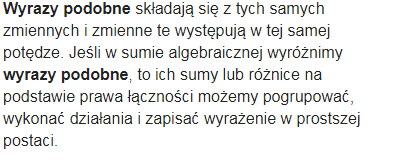 Wyrazy podobne składają się z tych samych
zmiennych i zmienne te występują w tej samej
potędze. Jeśli w sumie algebraicznej wyróżnimy
wyrazy podobne, to ich sumy lub różnice na
podstawie prawa łączności możemy pogrupować,
wykonać działania i zapisać wyrażenie w prostszej
postaci.